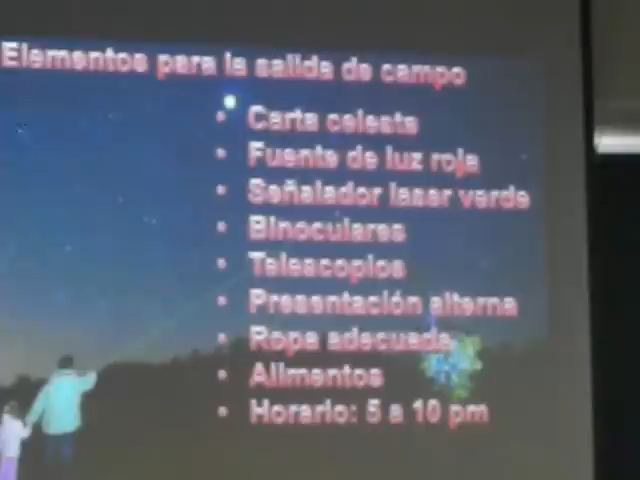 Elementos para la salida de campo
• Carta celeste
• Fuente de luz roja
• Señalador laser verde
• Binoculares
• Telescopios
• Presentación alterna
• Ropa adecuada
• Alimentos
• Horario: 5 a 10 pm